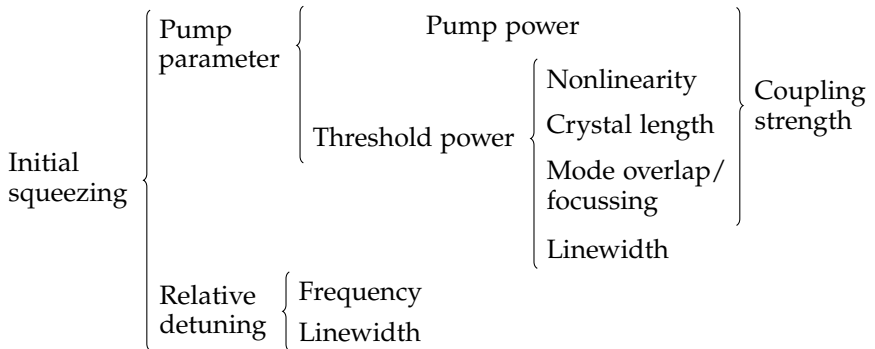 Initial
squeezing
Pump
parameter
Pump power
Threshold power
Nonlinearity
Crystal length
Mode overlap/
focussing
Linewidth
Coupling
strength
Relative
detuning
Frequency
Linewidth